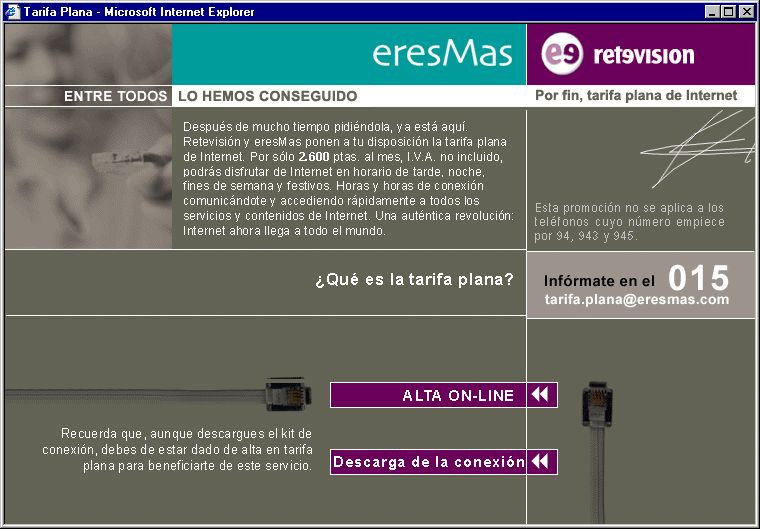 Tarifa Plana - Microsoft Internet Explorer
eresMas
retevision
ENTRE TODOS LO HEMOS CONSEGUIDO
Por fin, tarifa plana de Internet
Después de mucho tiempo pidiéndola, ya está aquí.
Retevisión y eresMas ponen a tu disposición la tarifa plana
de Internet. Por sólo 2.600 ptas. al mes, I.V.A. no incluido,
podrás disfrutar de Internet en horario de tarde, noche,
fines de semana y festivos. Horas y horas de conexión
comunicándote y accediendo rápidamente a todos los
servicios y contenidos de Internet. Una auténtica revolución:
Internet ahora llega a todo el mundo.
Esta promoción no se aplica a los
teléfonos cuyo número empiece
por 94, 943 y 945.
¿Qué es la tarifa plana?
Infórmate en el 015
tarifa.plana@eresmas.com
ALTA ON-LINE
Recuerda que, aunque descargues el kit de
conexión, debes de estar dado de alta en tarifa
plana para beneficiarte de este servicio.
Descarga de la conexión